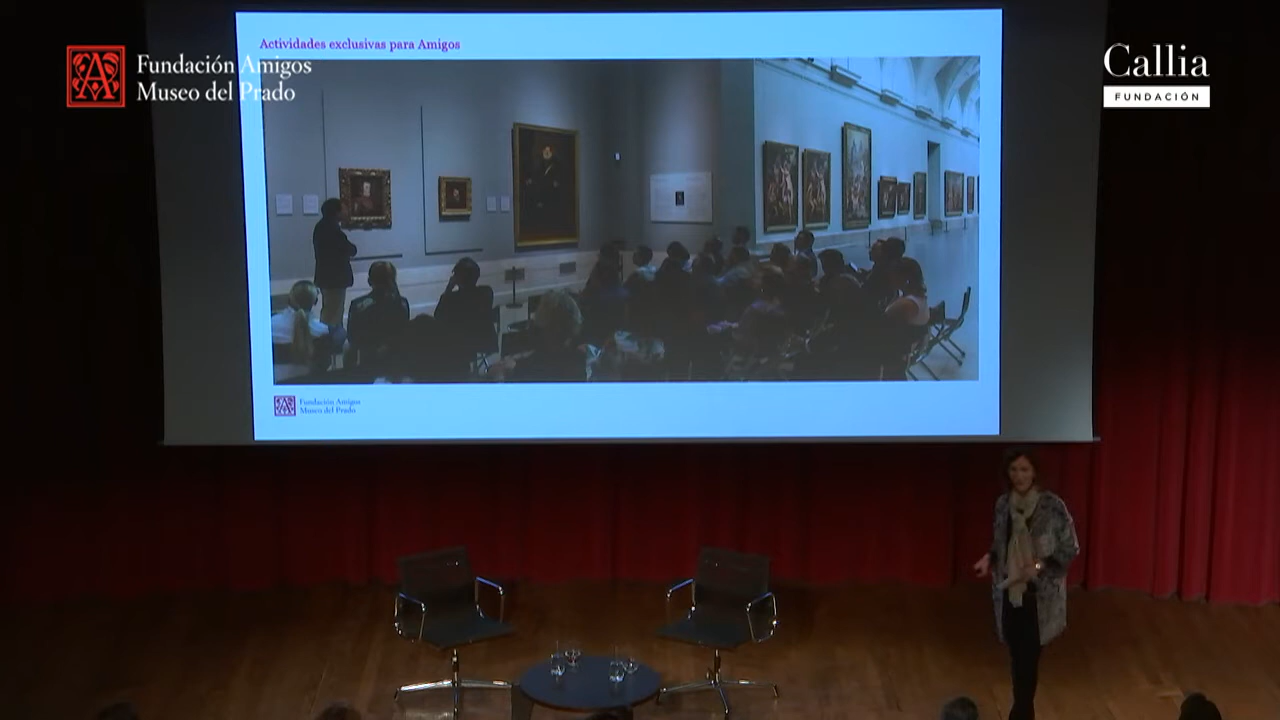 Actividades exclusivas para Amigos
Fundación Amigos
Museo del Prado
Callia
FUNDACIÓN
Fundación Amigos
Museo del Prado